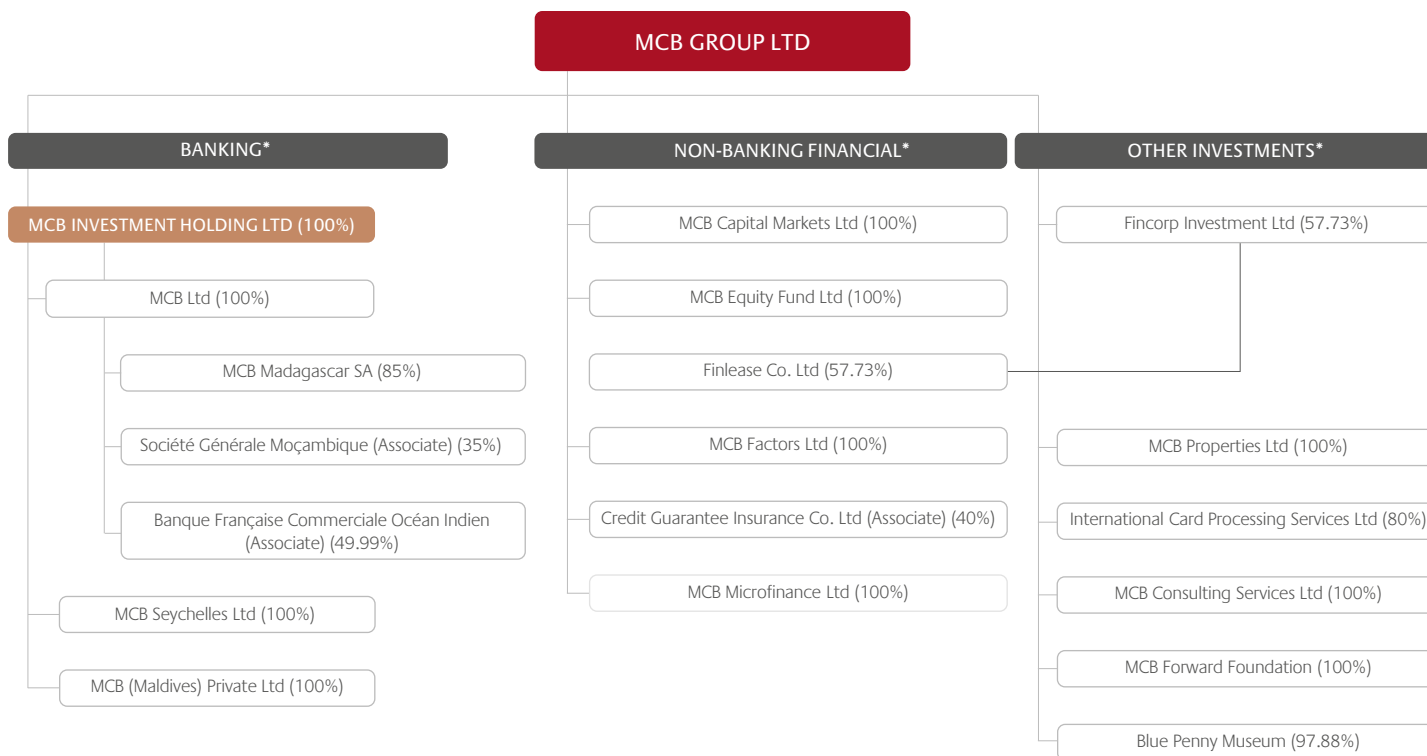 MCB GROUP LTD
BANKING*
MCB INVESTMENT HOLDING LTD (100%)
MCB Ltd (100%)
MCB Madagascar SA (85%)
Société Générale Moçambique (Associate) (35%)
Banque Française Commerciale Océan Indien
(Associate) (49.99%)
MCB Seychelles Ltd (100%)
MCB (Maldives) Private Ltd (100%)
NON-BANKING FINANCIAL*
MCB Capital Markets Ltd (100%)
MCB Equity Fund Ltd (100%)
Finlease Co. Ltd (57.73%)
MCB Factors Ltd (100%)
Credit Guarantee Insurance Co. Ltd (Associate) (40%)
MCB Microfinance Ltd (100%)
OTHER INVESTMENTS*
Fincorp Investment Ltd (57.73%)
MCB Properties Ltd (100%)
International Card Processing Services Ltd (80%)
MCB Consulting Services Ltd (100%)
MCB Forward Foundation (100%)
Blue Penny Museum (97.88%)